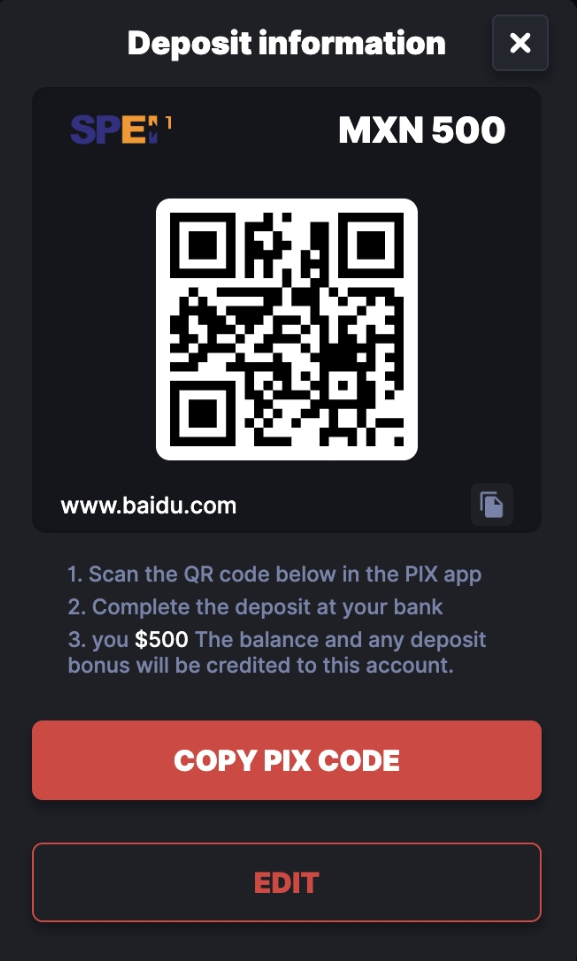 Deposit information
SPEI 1
MXN 500
www.baidu.com
1. Scan the QR code below in the PIX app
2. Complete the deposit at your bank
3. you $500 The balance and any deposit
bonus will be credited to this account.
COPY PIX CODE
EDIT